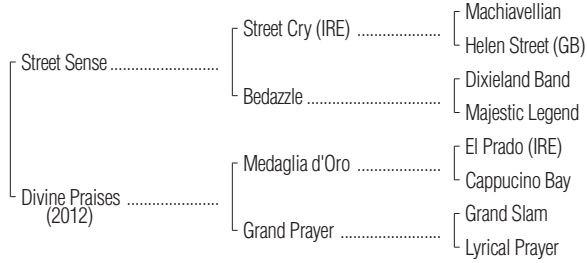 Machiavellian
Street Cry (IRE) ...................
Helen Street (GB)
Street Sense .........................
Dixieland Band
Bedazzle ..............................
Majestic Legend
El Prado (IRE)
Medaglia d'Oro ...................
Cappucino Bay
Divine Praises .....................
(2012)
Grand Slam
Grand Prayer .......................
Lyrical Prayer